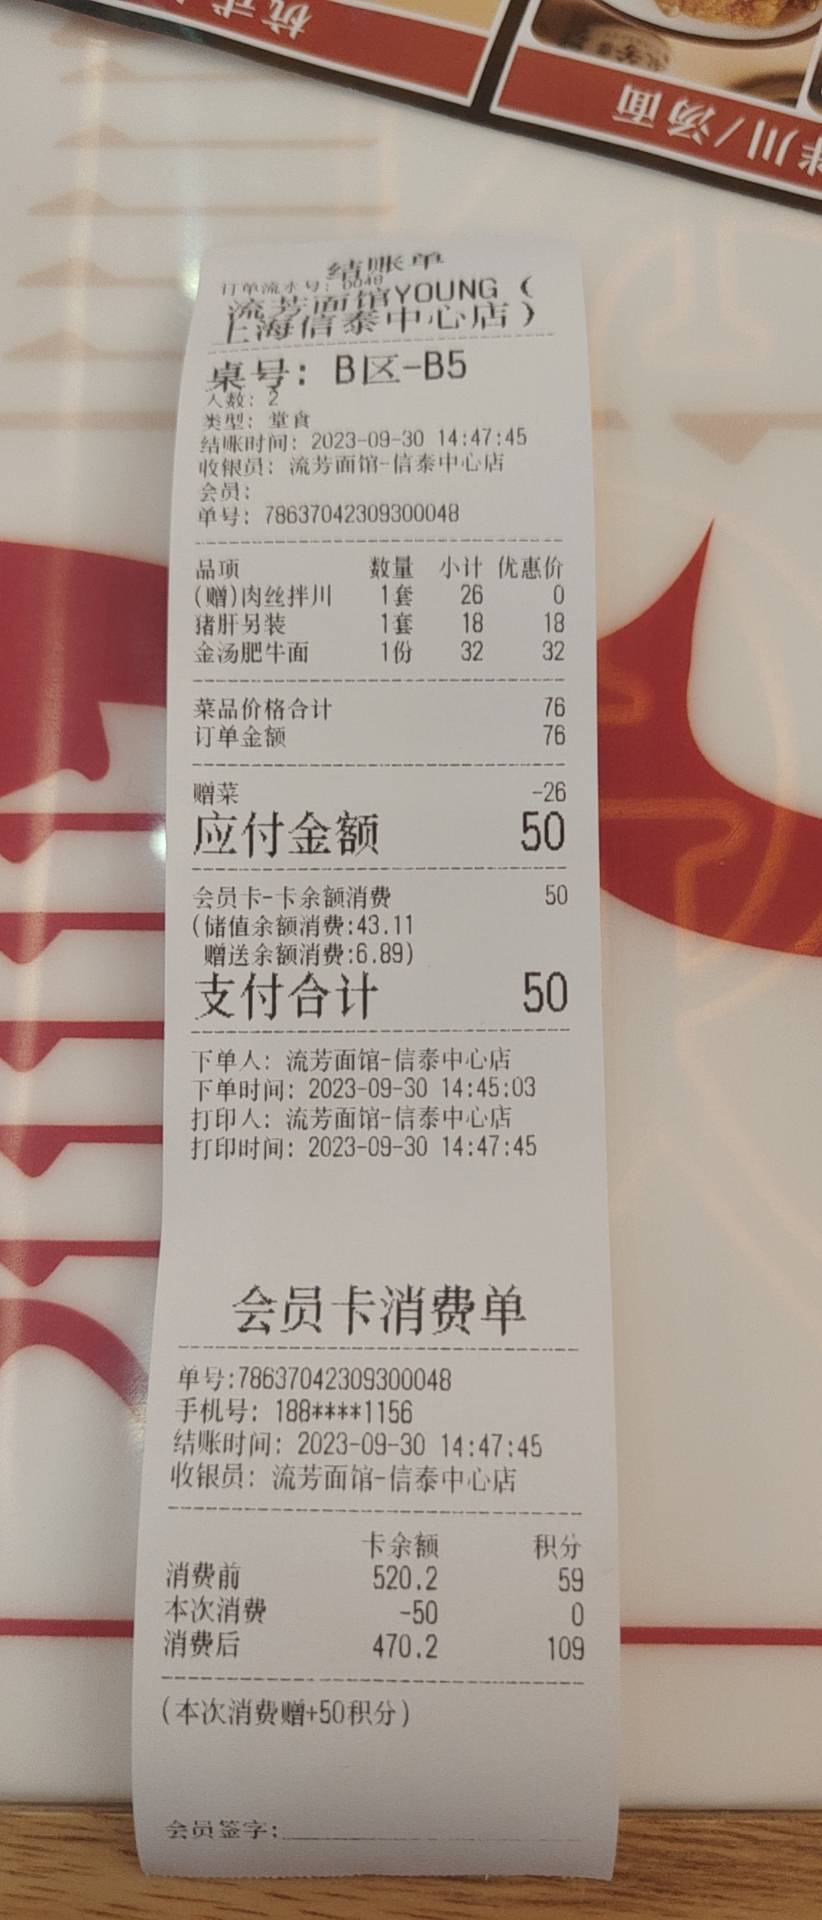 杭式
拌川/汤面
结账单
打单流水号: 0048
流芳面馆YOUNG (
上海信泰中心店)
桌号: B区-B5
人数: 2
类型: 堂食
结账时间: 2023-09-30 14:47:45
收银员: 流芳面馆-信泰中心店
会员:
单号: 78637042309300048
品项 数量 小计 优惠价
(赠)肉丝拌川 1套 26 0
猪肝另装 1套 18 18
金汤肥牛面 1份 32 32
菜品价格合计 76
订单金额 76
赠菜 -26
应付金额 50
会员卡-卡余额消费 50
(储值余额消费:43.11
赠送余额消费:6.89)
支付合计 50
下单人: 流芳面馆-信泰中心店
下单时间: 2023-09-30 14:45:03
打印人: 流芳面馆-信泰中心店
打印时间: 2023-09-30 14:47:45
会员卡消费单
单号:78637042309300048
手机号: 188****1156
结账时间: 2023-09-30 14:47:45
收银员: 流芳面馆-信泰中心店
卡余额 积分
消费前 520.2 59
本次消费 -50 0
消费后 470.2 109
(本次消费赠+50积分)
会员签字: